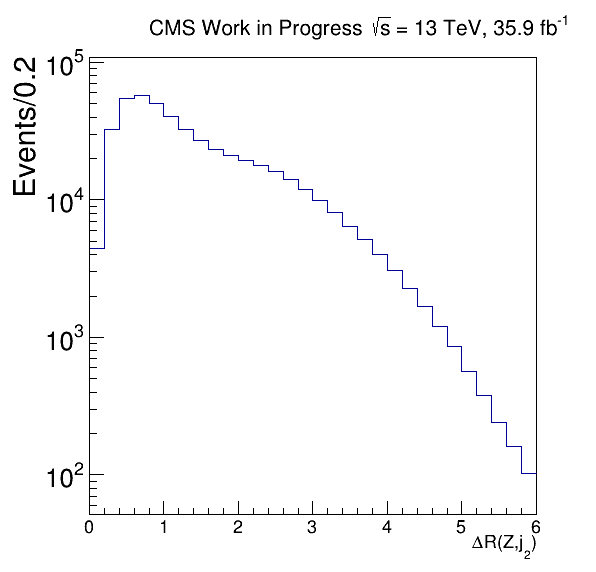 CMS Work in Progress √s = 13 TeV, 35.9 fb⁻¹
Events/0.2
10⁵
10⁴
10³
10²
0 1 2 3 4 5 6
ΔR(Z,j₂)